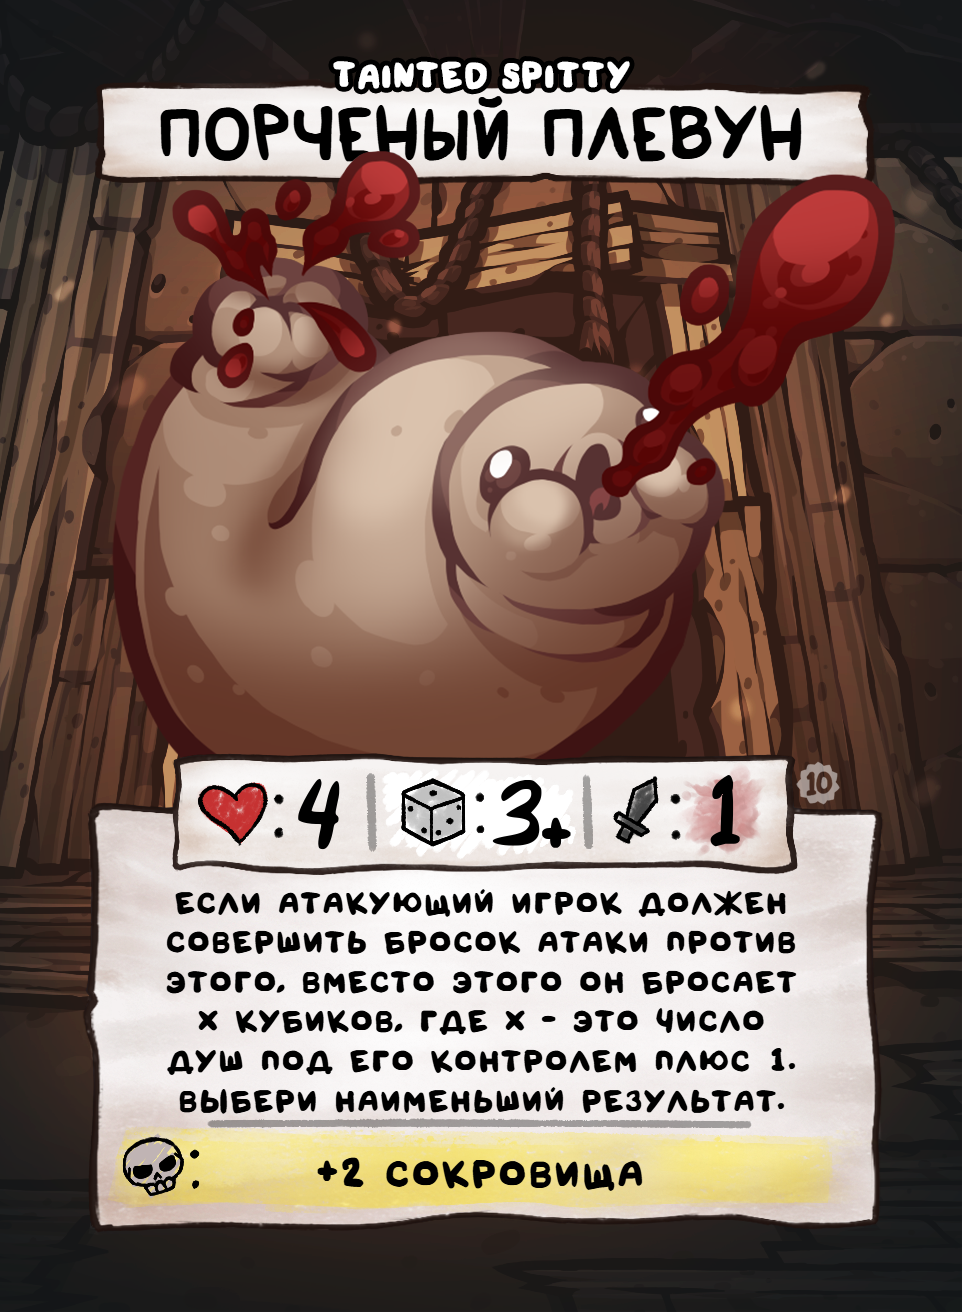 TAINTED SPITTY
ПОРЧЕНЫЙ ПЛЕВУН
: 4 : 3+ : 1
10
ЕСЛИ АТАКУЮЩИЙ ИГРОК ДОЛЖЕН
СОВЕРШИТЬ БРОСОК АТАКИ ПРОТИВ
ЭТОГО, ВМЕСТО ЭТОГО ОН БРОСАЕТ
X КУБИКОВ, ГДЕ X - ЭТО ЧИСЛО
ДУШ ПОД ЕГО КОНТРОЛЕМ ПЛЮС 1.
ВЫБЕРИ НАИМЕНЬШИЙ РЕЗУЛЬТАТ.
: +2 СОКРОВИЩА